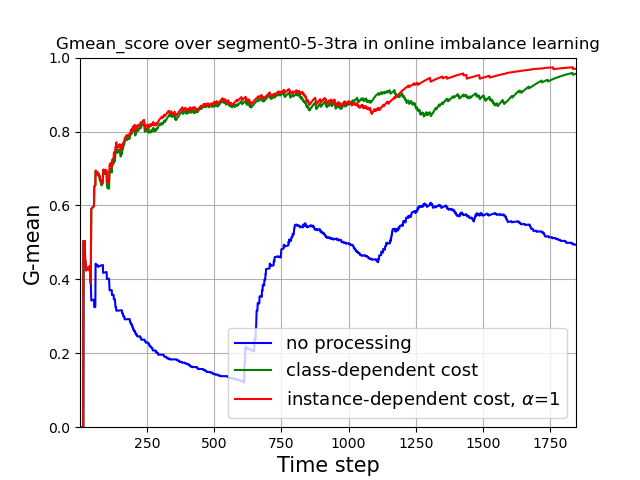 Gmean_score over segment0-5-3tra in online imbalance learning
1.0
0.8
0.6
0.4
0.2
0.0
G-mean
no processing
class-dependent cost
instance-dependent cost, α=1
250 500 750 1000 1250 1500 1750
Time step